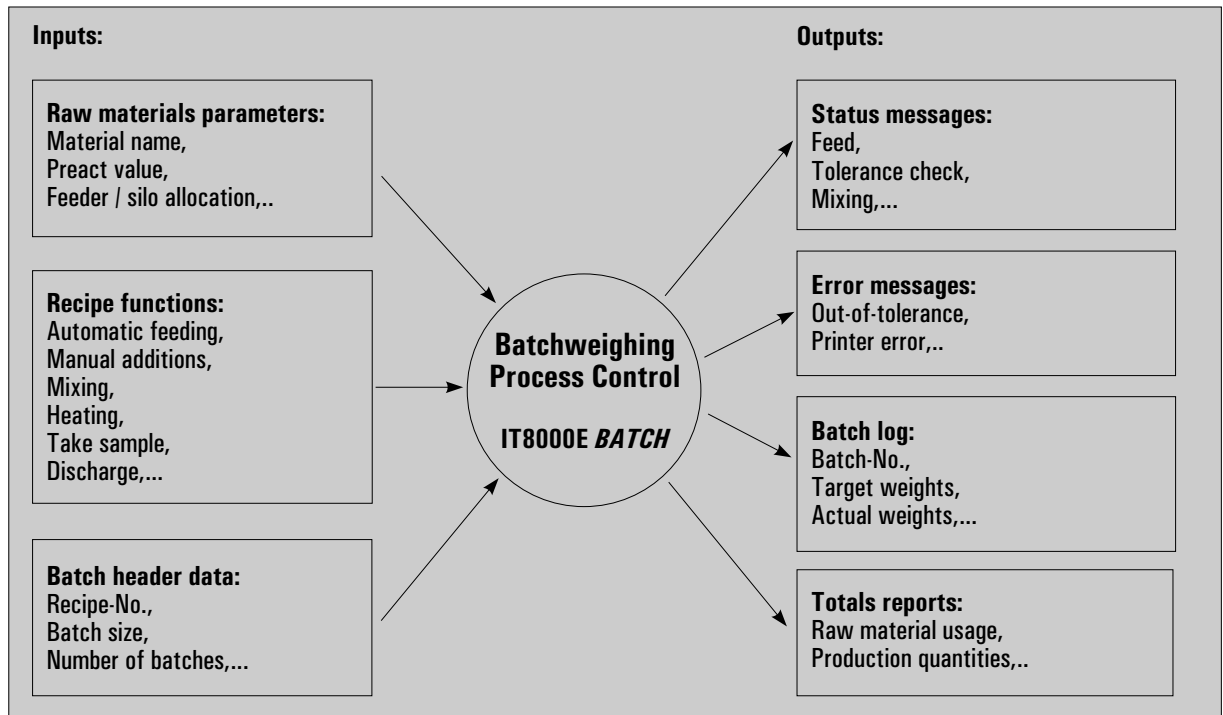 Inputs:
Raw materials parameters:
Material name,
Preact value,
Feeder / silo allocation,..
Recipe functions:
Automatic feeding,
Manual additions,
Mixing,
Heating,
Take sample,
Discharge,...
Batch header data:
Recipe-No.,
Batch size,
Number of batches,...
Batchweighing
Process Control
IT8000E BATCH
Outputs:
Status messages:
Feed,
Tolerance check,
Mixing,...
Error messages:
Out-of-tolerance,
Printer error,..
Batch log:
Batch-No.,
Target weights,
Actual weights,...
Totals reports:
Raw material usage,
Production quantities,..